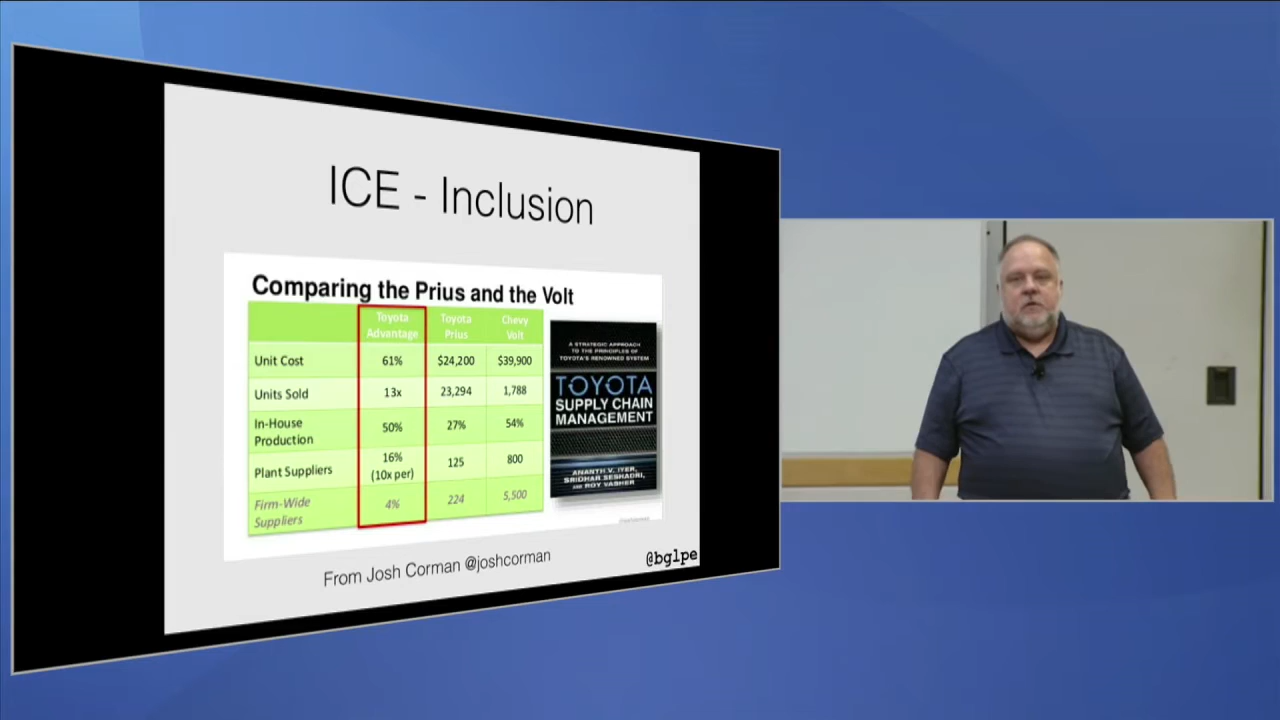 ICE - Inclusion
Comparing the Prius and the Volt
Toyota Advantage Toyota Prius Chevy Volt
Unit Cost 61% $24,200 $39,900
Units Sold 13x 23,294 1,788
In-House Production 50% 27% 54%
Plant Suppliers 16% (10x per) 125 800
Firm-Wide Suppliers 4% 224 5,500
A STRATEGIC APPROACH
TO THE PRINCIPLES OF
TOYOTA'S RENOWNED SYSTEM
TOYOTA
SUPPLY CHAIN
MANAGEMENT
ANANTH V. IYER,
SRIDHAR SESHADRI,
AND ROY VASHER
From Josh Corman @joshcorman
@bglpe